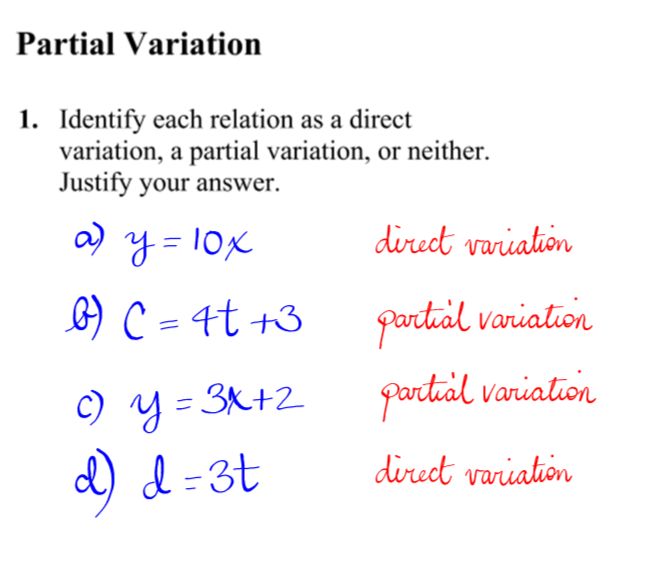 Partial Variation
1. Identify each relation as a direct
variation, a partial variation, or neither.
Justify your answer.
a) y = 10x direct variation
b) C = 4t + 3 partial variation
c) y = 3x + 2 partial variation
d) d = 3t direct variation